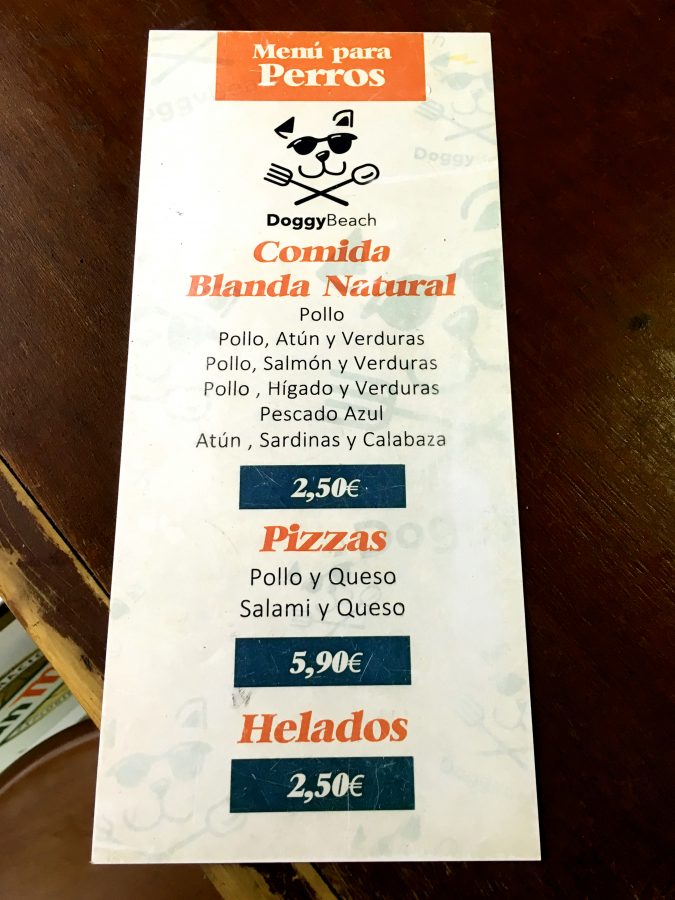 Menú para
Perros
DoggyBeach
Comida
Blanda Natural
Pollo
Pollo, Atún y Verduras
Pollo, Salmón y Verduras
Pollo , Hígado y Verduras
Pescado Azul
Atún , Sardinas y Calabaza
2,50€
Pizzas
Pollo y Queso
Salami y Queso
5,90€
Helados
2,50€